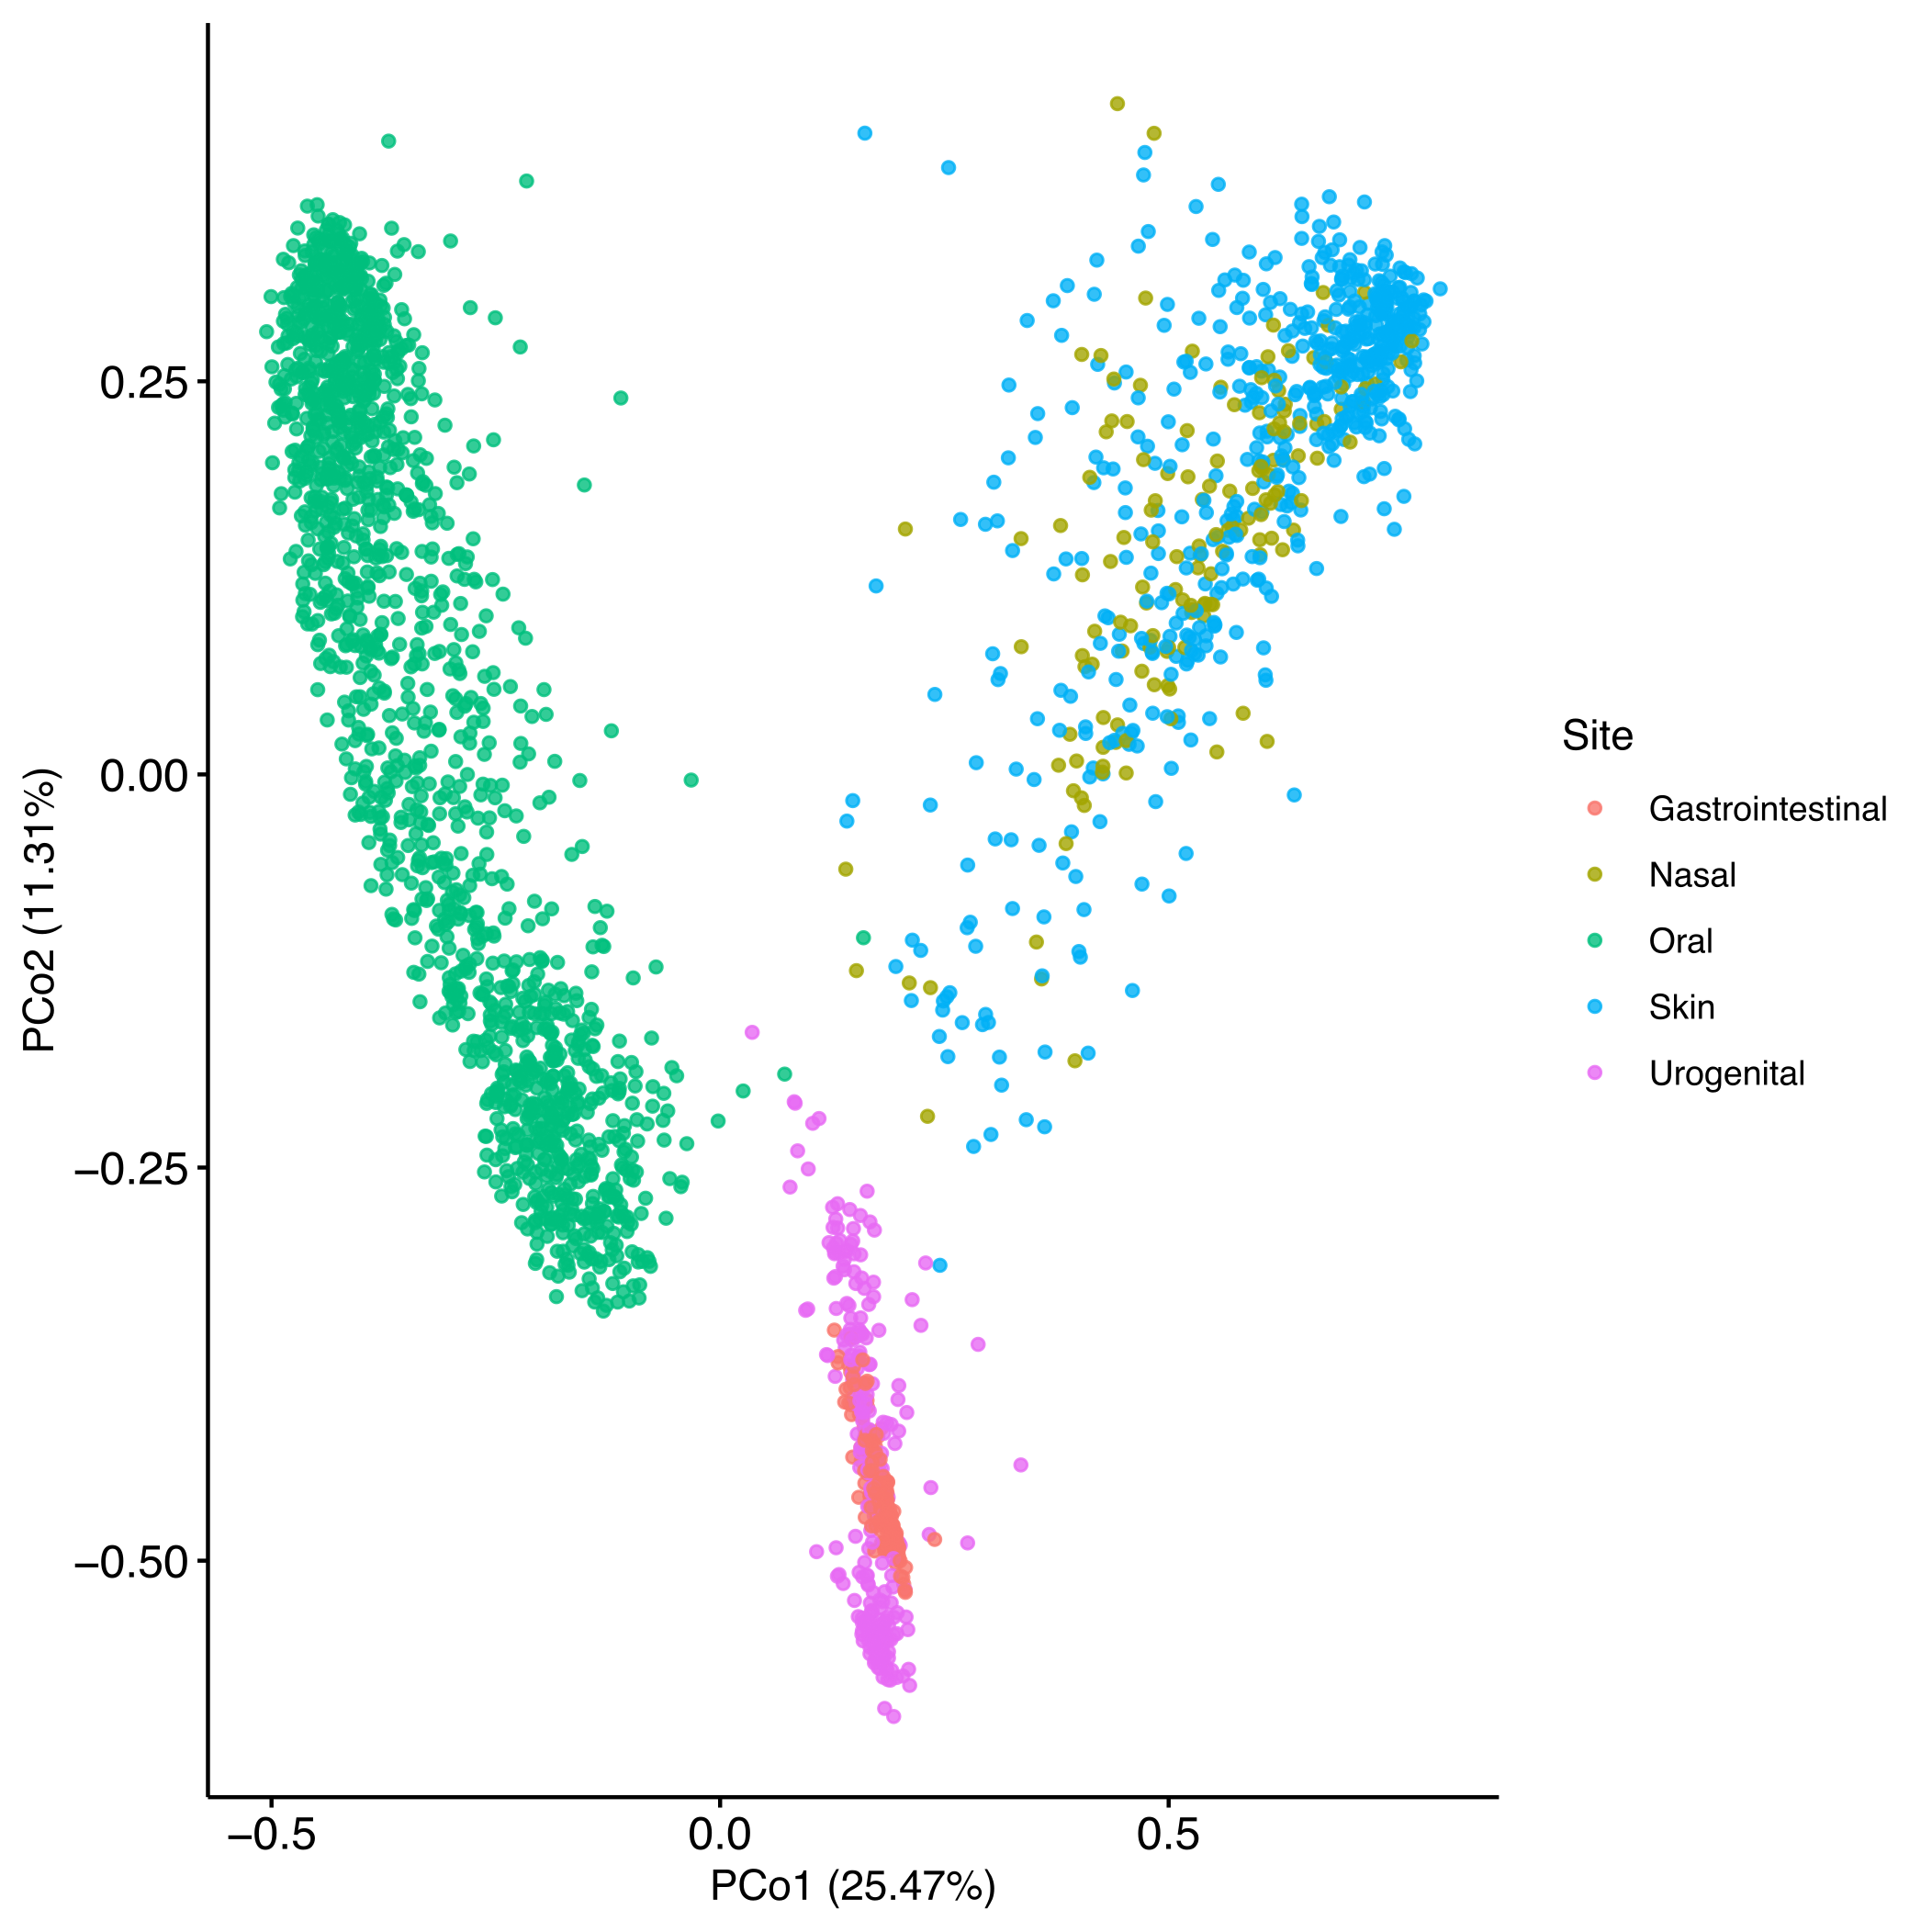 PCo2 (11.31%)
0.25
0.00
−0.25
−0.50
−0.5
0.0
0.5
PCo1 (25.47%)
Site
Gastrointestinal
Nasal
Oral
Skin
Urogenital